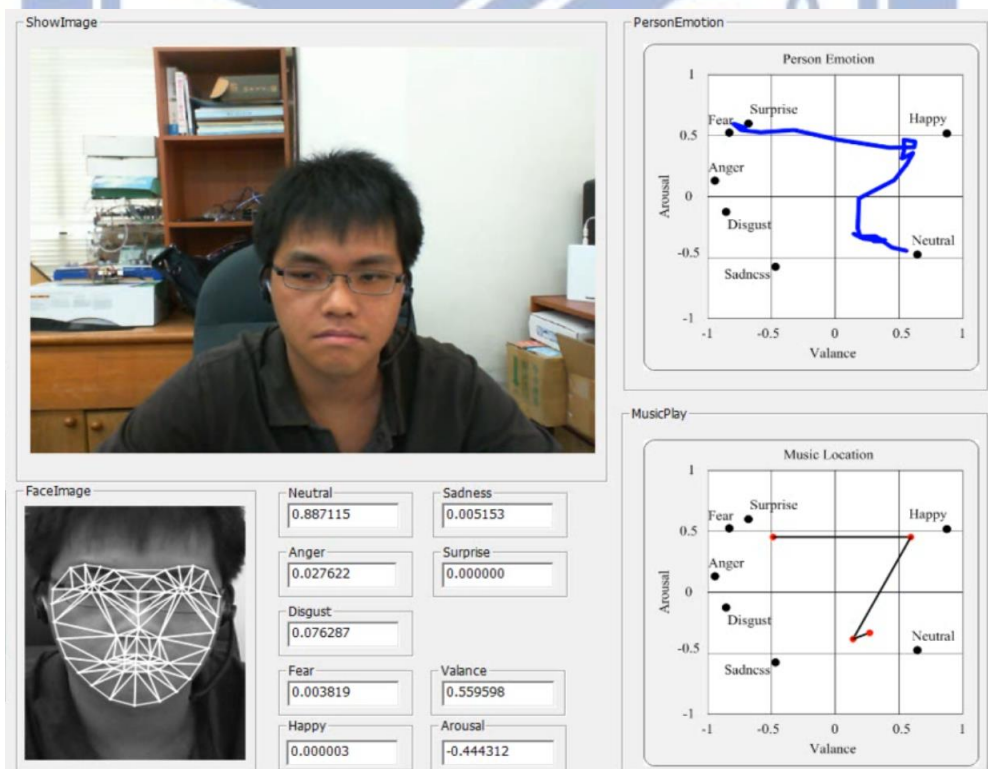 ShowImage
PersonEmotion
Person Emotion
1
Fear
Surprise
Happy
0.5
Anger
Arousal
0
Disgust
Neutral
-0.5
Sadness
-1
-1
-0.5
0
0.5
1
Valance
MusicPlay
Music Location
1
Fear
Surprise
Happy
0.5
Anger
Arousal
0
Disgust
Neutral
-0.5
Sadness
-1
-1
-0.5
0
0.5
1
Valance
FaceImage
Neutral
0.887115
Sadness
0.005153
Anger
0.027622
Surprise
0.000000
Disgust
0.076287
Fear
0.003819
Valance
0.559598
Happy
0.000003
Arousal
-0.444312